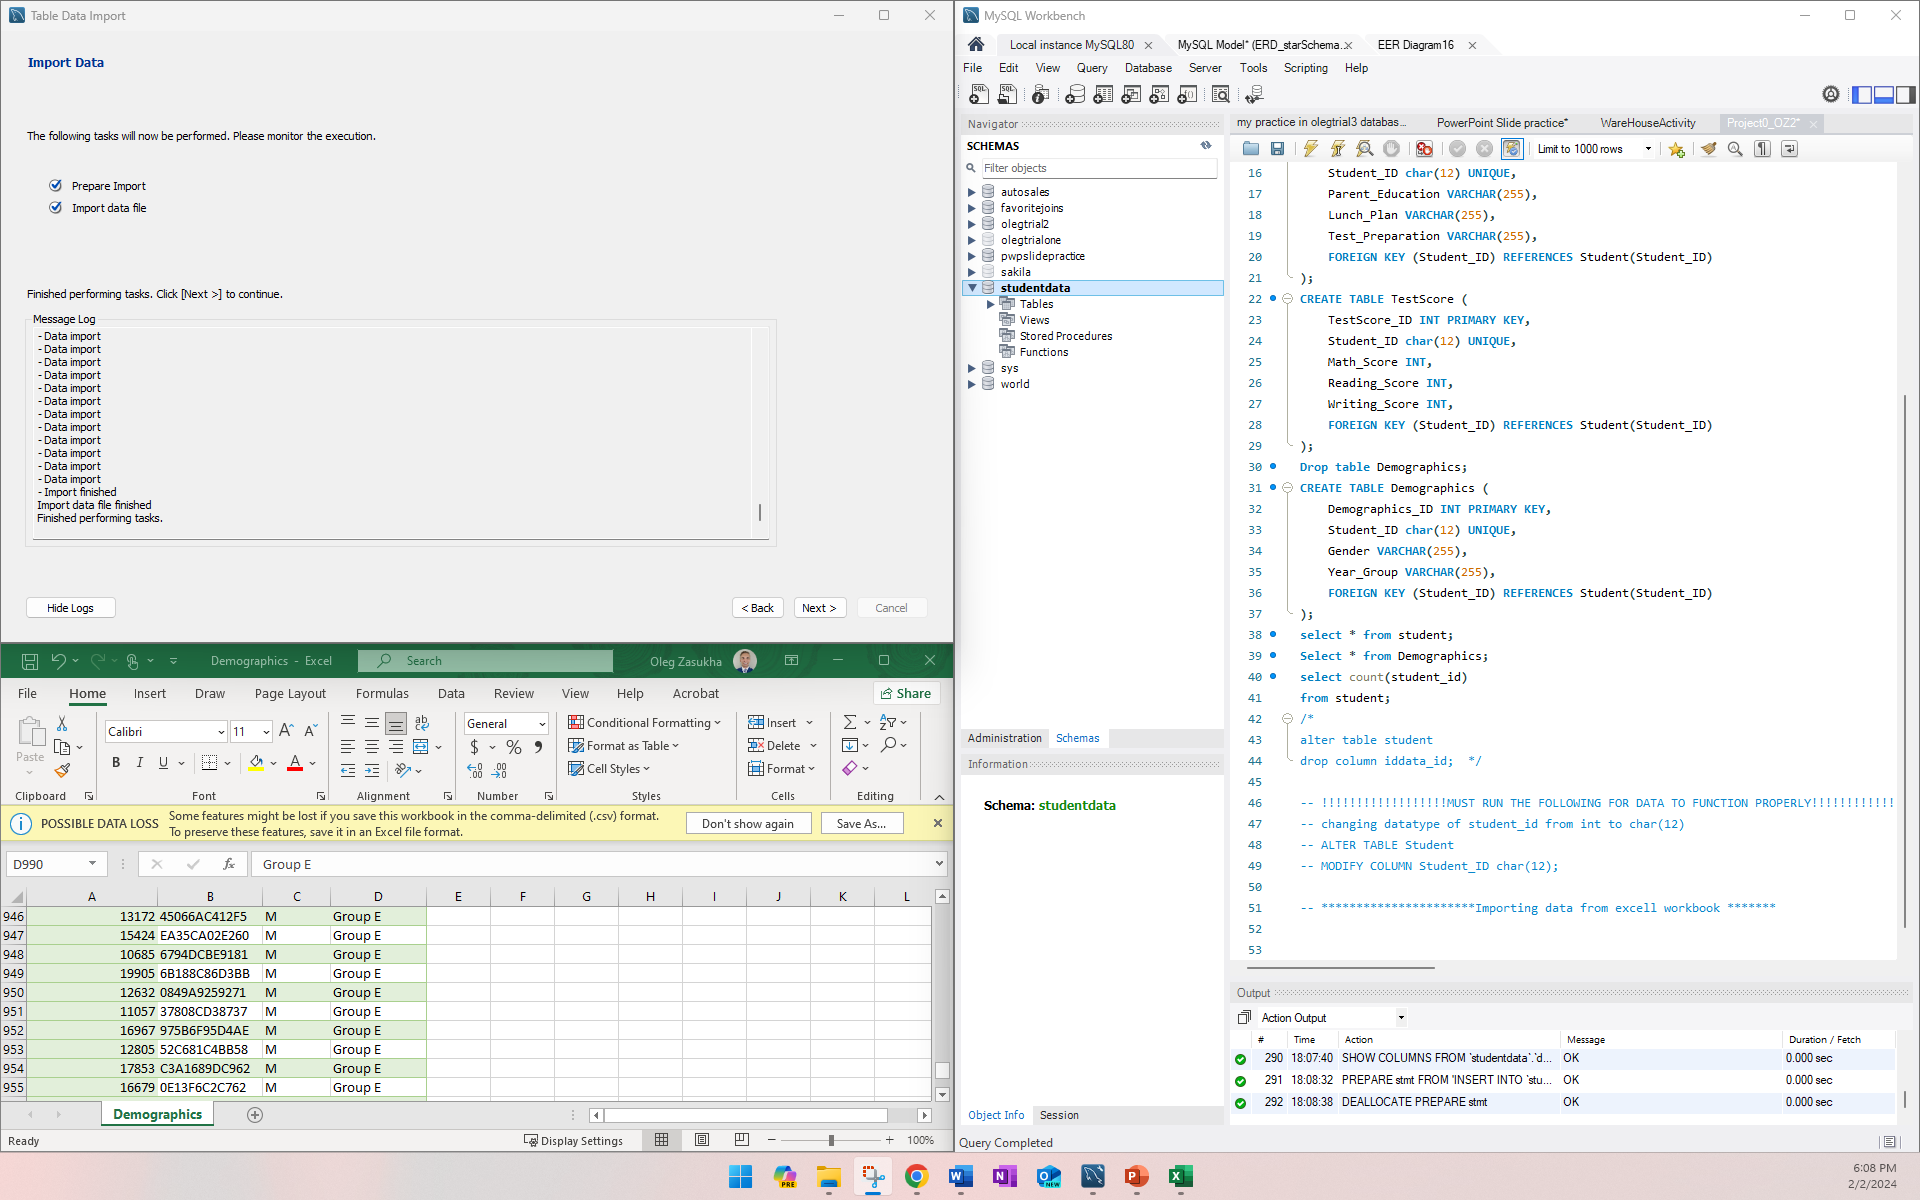 Table Data Import
Import Data
The following tasks will now be performed. Please monitor the execution.
Prepare Import
Import data file
Finished performing tasks. Click [Next >] to continue.
Message Log
- Data import
- Data import
- Data import
- Data import
- Data import
- Data import
- Data import
- Data import
- Data import
- Data import
- Data import
- Data import
- Import finished
Import data file finished
Finished performing tasks.
Hide Logs
< Back
Next >
Cancel
Demographics - Excel
Search
Oleg Zasukha
File Home Insert Draw Page Layout Formulas Data Review View Help Acrobat
Share
Paste
Calibri 11
B I U
General
$ %
Conditional Formatting
Format as Table
Cell Styles
Insert
Delete
Format
Clipboard Font Alignment Number Styles Cells Editing
POSSIBLE DATA LOSS Some features might be lost if you save this workbook in the comma-delimited (.csv) format.
To preserve these features, save it in an Excel file format.
Don't show again
Save As...
D990 fx Group E
A B C D E F G H I J K L
946 13172 45066AC412F5 M Group E
947 15424 EA35CA02E260 M Group E
948 10685 6794DCBE9181 M Group E
949 19905 6B188C86D3BB M Group E
950 12632 0849A9259271 M Group E
951 11057 37808CD38737 M Group E
952 16967 975B6F95D4AE M Group E
953 12805 52C681C4BB58 M Group E
954 17853 C3A1689DC962 M Group E
955 16679 0E13F6C2C762 M Group E
Demographics
Ready
Display Settings
100%
MySQL Workbench
Local instance MySQL80
MySQL Model* (ERD_starSchema...
EER Diagram16
File Edit View Query Database Server Tools Scripting Help
Navigator
SCHEMAS
Filter objects
autosales
favoritejoins
olegtrial2
olegtrialone
pwpslidepractice
sakila
studentdata
Tables
Views
Stored Procedures
Functions
sys
world
Administration Schemas
Information
Schema: studentdata
Object Info Session
Query Completed
my practice in olegtrial3 databas...
PowerPoint Slide practice*
WareHouseActivity
Project0_OZ2*
Limit to 1000 rows
16 Student_ID char(12) UNIQUE,
17 Parent_Education VARCHAR(255),
18 Lunch_Plan VARCHAR(255),
19 Test_Preparation VARCHAR(255),
20 FOREIGN KEY (Student_ID) REFERENCES Student(Student_ID)
21 );
22 CREATE TABLE TestScore (
23 TestScore_ID INT PRIMARY KEY,
24 Student_ID char(12) UNIQUE,
25 Math_Score INT,
26 Reading_Score INT,
27 Writing_Score INT,
28 FOREIGN KEY (Student_ID) REFERENCES Student(Student_ID)
29 );
30 Drop table Demographics;
31 CREATE TABLE Demographics (
32 Demographics_ID INT PRIMARY KEY,
33 Student_ID char(12) UNIQUE,
34 Gender VARCHAR(255),
35 Year_Group VARCHAR(255),
36 FOREIGN KEY (Student_ID) REFERENCES Student(Student_ID)
37 );
38 select * from student;
39 Select * from Demographics;
40 select count(student_id)
41 from student;
42 /*
43 alter table student
44 drop column iddata_id; */
45
46 -- !!!!!!!!!!!!!!!!!!MUST RUN THE FOLLOWING FOR DATA TO FUNCTION PROPERLY!!!!!!!!!!!!
47 -- changing datatype of student_id from int to char(12)
48 -- ALTER TABLE Student
49 -- MODIFY COLUMN Student_ID char(12);
50
51 -- **********************Importing data from excell workbook *******
52
53
Output
Action Output
# Time Action Message Duration / Fetch
290 18:07:40 SHOW COLUMNS FROM `studentdata`.`d... OK 0.000 sec
291 18:08:32 PREPARE stmt FROM 'INSERT INTO `stu... OK 0.000 sec
292 18:08:38 DEALLOCATE PREPARE stmt OK 0.000 sec
6:08 PM
2/2/2024